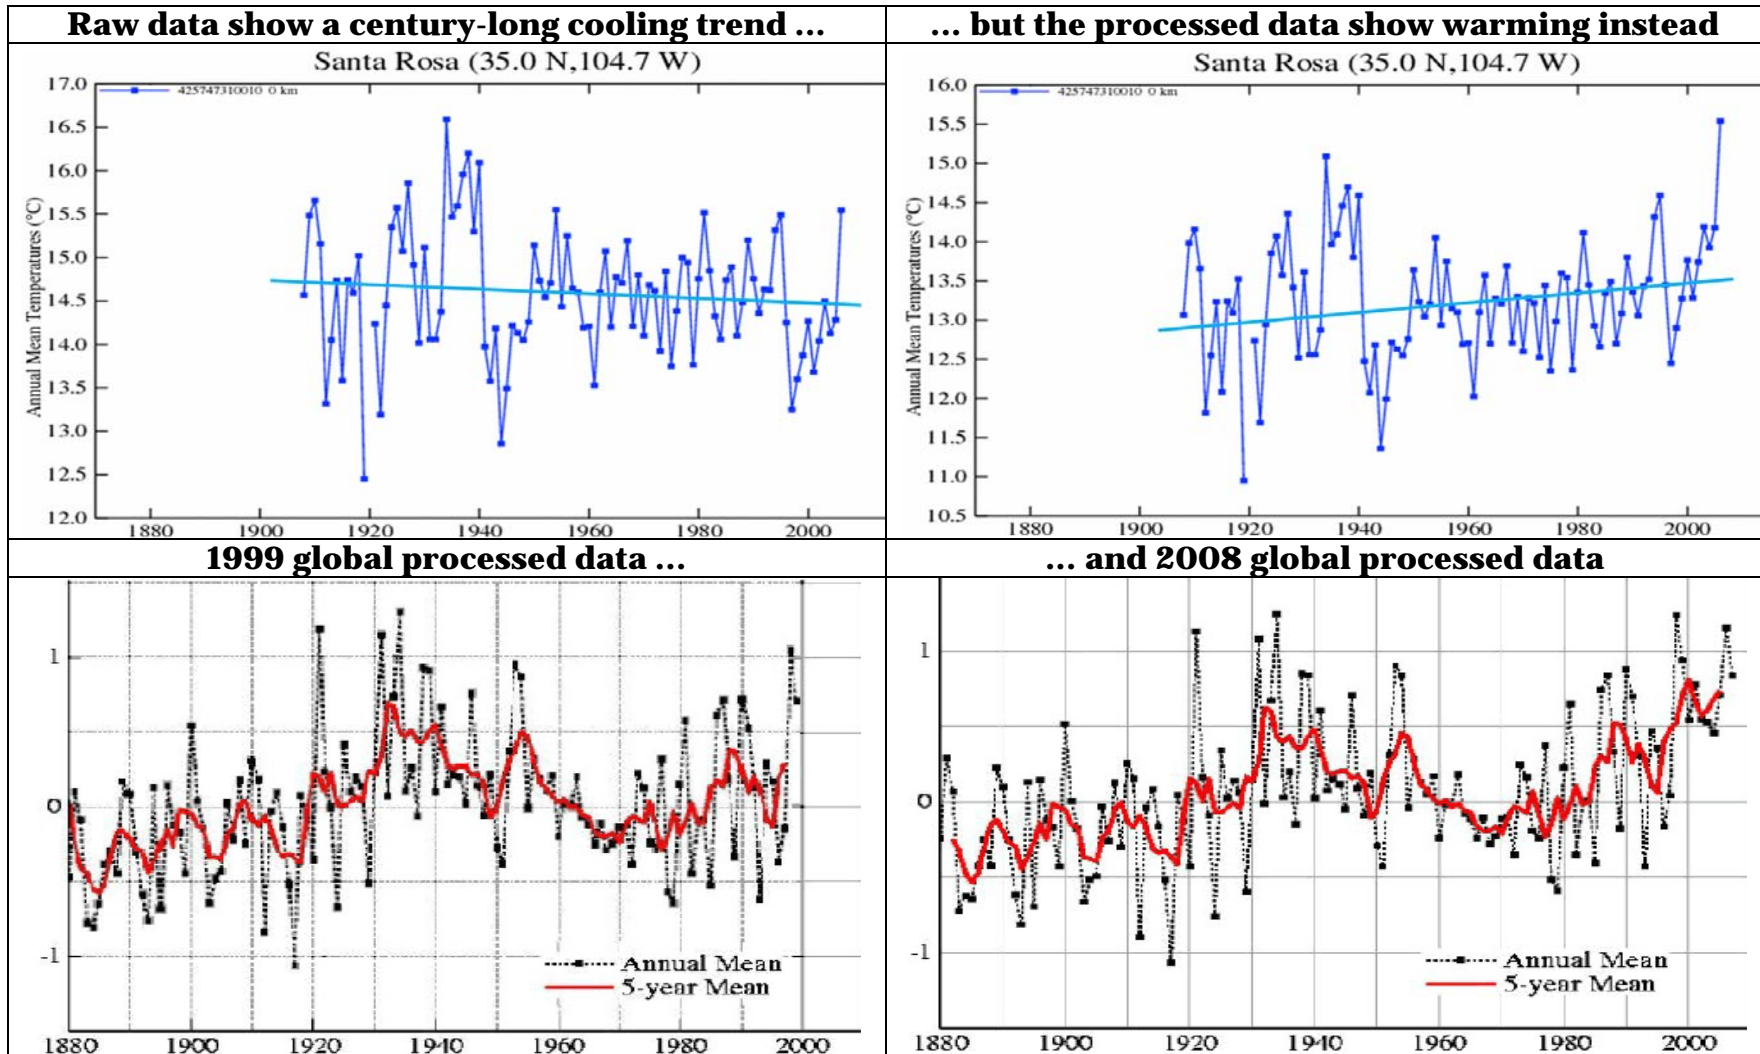 Raw data show a century-long cooling trend ...
... but the processed data show warming instead
Santa Rosa (35.0 N,104.7 W)
425747310010 0 km
Annual Mean Temperatures (°C)
17.0
16.5
16.0
15.5
15.0
14.5
14.0
13.5
13.0
12.5
12.0
1880 1900 1920 1940 1960 1980 2000
Santa Rosa (35.0 N,104.7 W)
425747310010 0 km
Annual Mean Temperatures (°C)
16.0
15.5
15.0
14.5
14.0
13.5
13.0
12.5
12.0
11.5
11.0
10.5
1880 1900 1920 1940 1960 1980 2000
1999 global processed data ...
... and 2008 global processed data
1
0
-1
Annual Mean
5-year Mean
1880 1900 1920 1940 1960 1980 2000
1
0
-1
Annual Mean
5-year Mean
1880 1900 1920 1940 1960 1980 2000